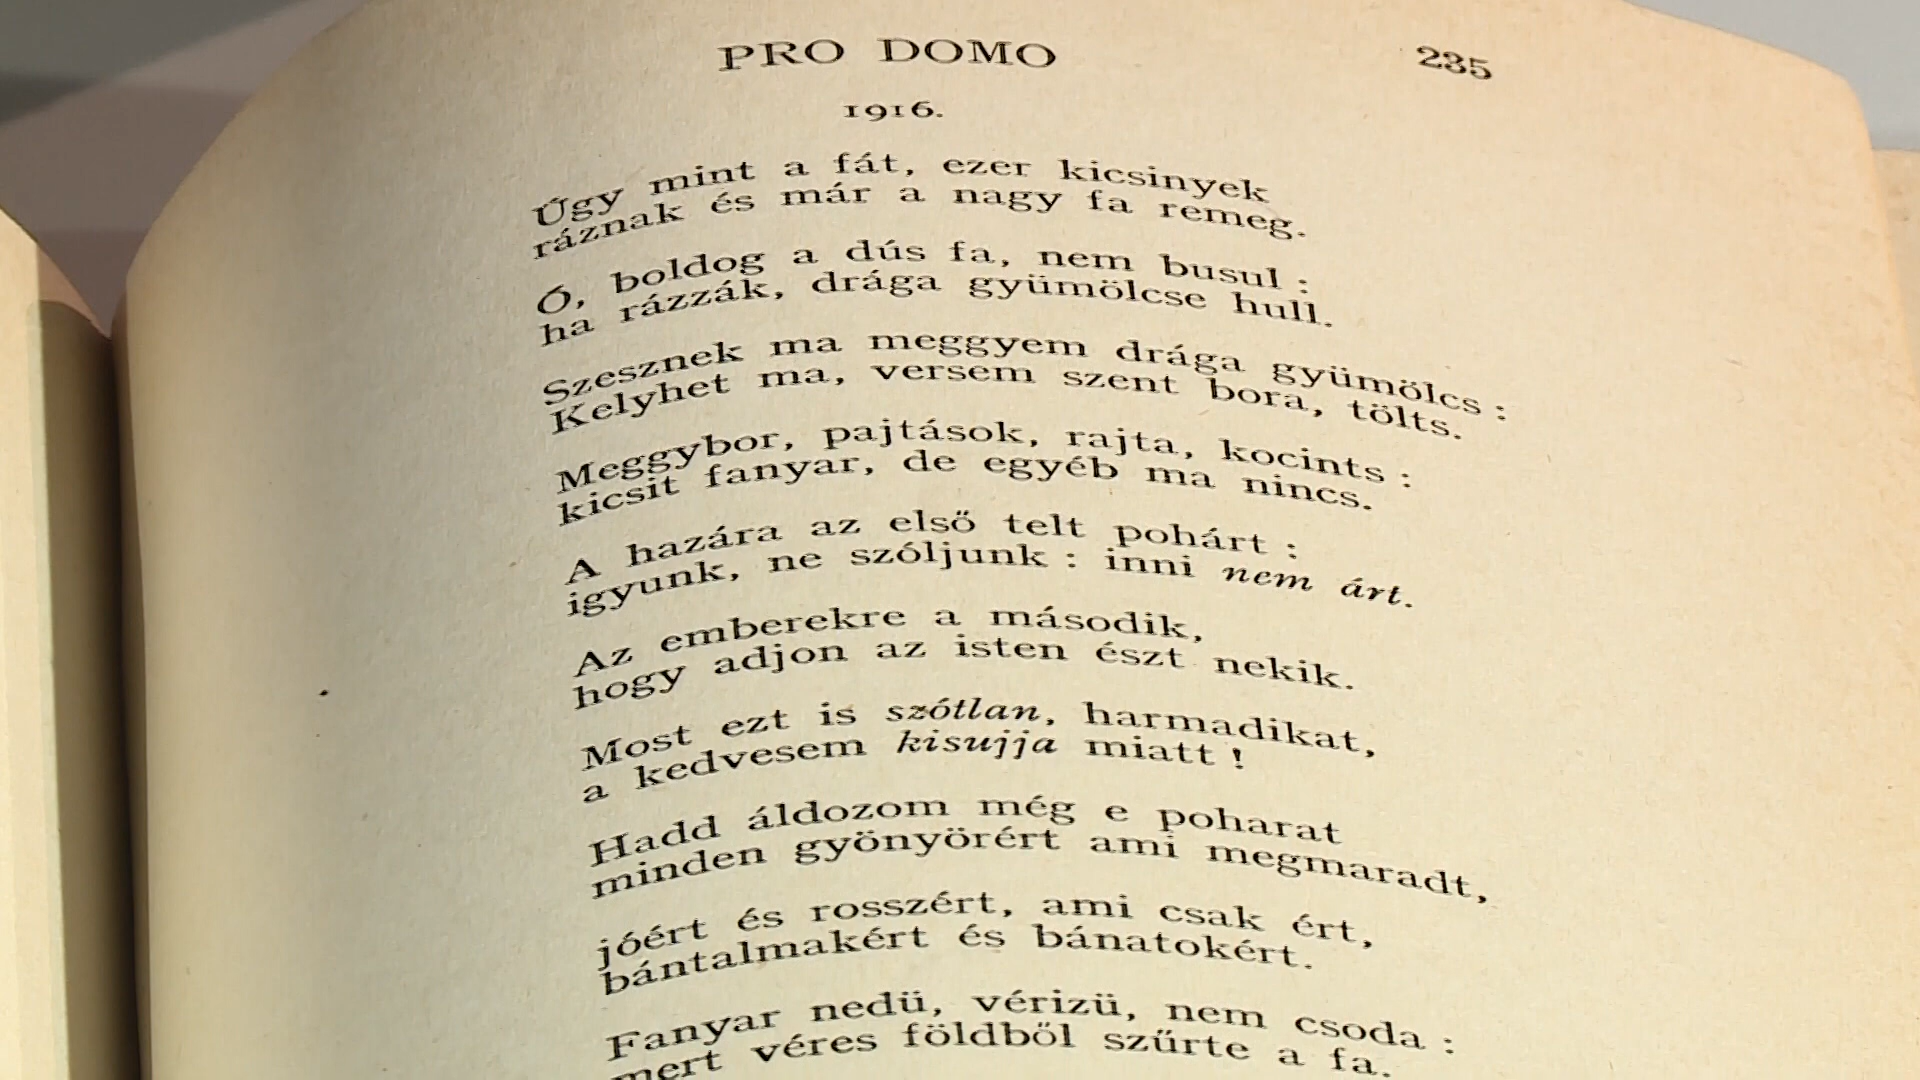 PRO DOMO 235
1916.
Úgy mint a fát, ezer kicsinyek
ráznak és már a nagy fa remeg.
Ó, boldog a dús fa, nem busul :
ha rázzák, drága gyümölcse hull.
Szesznek ma meggyem drága gyümölcs :
Kelyhet ma, versem szent bora, tölts.
Meggybor, pajtások, rajta, kocints :
kicsit fanyar, de egyéb ma nincs.
A hazára az első telt pohárt :
igyunk, ne szóljunk : inni nem árt.
Az emberekre a második,
hogy adjon az isten észt nekik.
Most ezt is szótlan, harmadikat,
a kedvesem kisujja miatt !
Hadd áldozom még e poharat
minden gyönyörért ami megmaradt,
jóért és rosszért, ami csak ért,
bántalmakért és bánatokért.
Fanyar nedü, vérizü, nem csoda :
mert véres földből szűrte a fa.